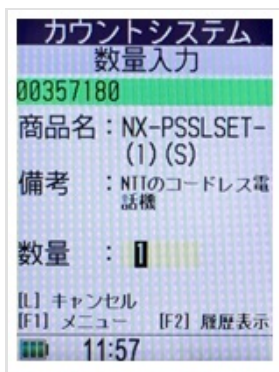 カウントシステム
数量入力
00357180
商品名：NX-PSSLSET-
(1)(S)
備考　：NTTのコードレス電
話機
数量　：1
[L] キャンセル
[F1] メニュー　[F2] 履歴表示
11:57